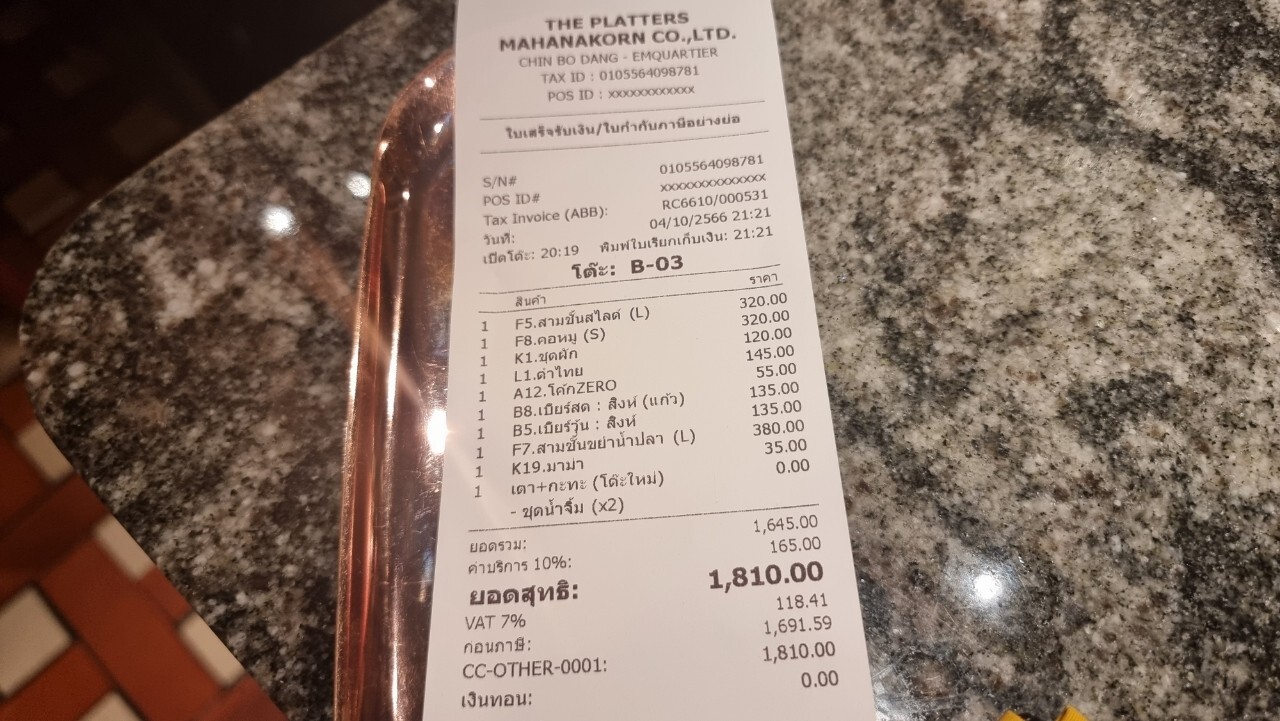 THE PLATTERS
MAHANAKORN CO.,LTD.
CHIN BO DANG - EMQUARTIER
TAX ID : 0105564098781
POS ID : xxxxxxxxxxxx
ใบเสร็จรับเงิน/ใบกำกับภาษีอย่างย่อ
S/N# 0105564098781
POS ID# xxxxxxxxxxxxxx
Tax Invoice (ABB): RC6610/000531
วันที่: 04/10/2566 21:21
เปิดโต๊ะ: 20:19 พิมพ์ใบเรียกเก็บเงิน: 21:21
โต๊ะ: B-03
สินค้า ราคา
1 F5.สามชั้นสไลด์ (L) 320.00
1 F8.คอหมู (S) 320.00
1 K1.ชุดผัก 120.00
1 L1.ตำไทย 145.00
1 A12.โค้กZERO 55.00
1 B8.เบียร์สด : สิงห์ (แก้ว) 135.00
1 B5.เบียร์วุ้น : สิงห์ 135.00
1 F7.สามชั้นขยำน้ำปลา (L) 380.00
1 K19.มาม่า 35.00
1 เตา+กะทะ (โต๊ะใหม่) 0.00
- ชุดน้ำจิ้ม (x2)
ยอดรวม: 1,645.00
ค่าบริการ 10%: 165.00
ยอดสุทธิ: 1,810.00
VAT 7% 118.41
ก่อนภาษี: 1,691.59
CC-OTHER-0001: 1,810.00
เงินทอน: 0.00